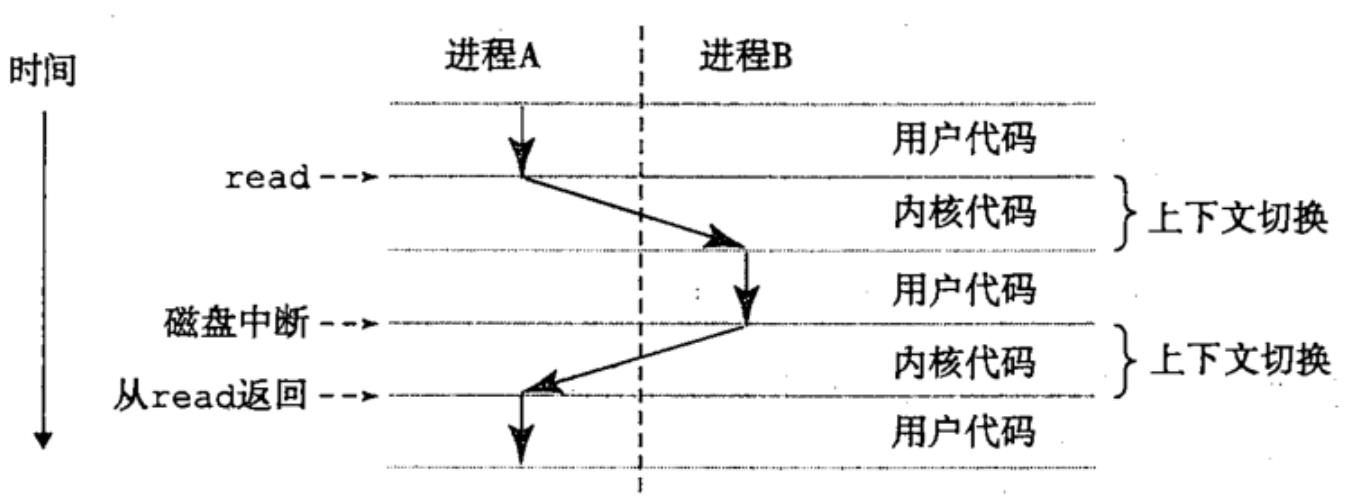 时间
进程A
进程B
用户代码
read
内核代码
上下文切换
用户代码
磁盘中断
内核代码
上下文切换
从read返回
用户代码